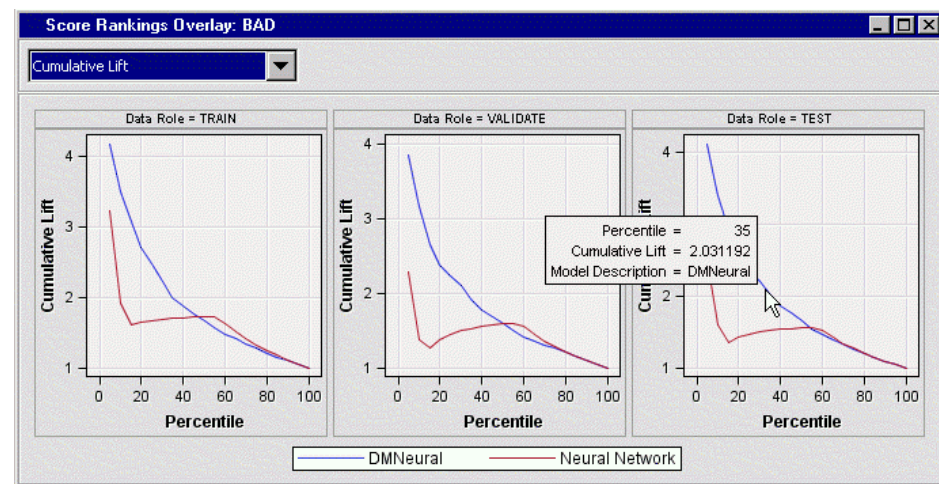 Score Rankings Overlay: BAD
Cumulative Lift
Data Role = TRAIN
Cumulative Lift
4
3
2
1
0 20 40 60 80 100
Percentile
Data Role = VALIDATE
Cumulative Lift
4
3
2
1
0 20 40 60 80 100
Percentile
Data Role = TEST
4
2
1
0 20 40 60 80 100
Percentile
Percentile = 35
Cumulative Lift = 2.031192
Model Description = DMNeural
DMNeural Neural Network